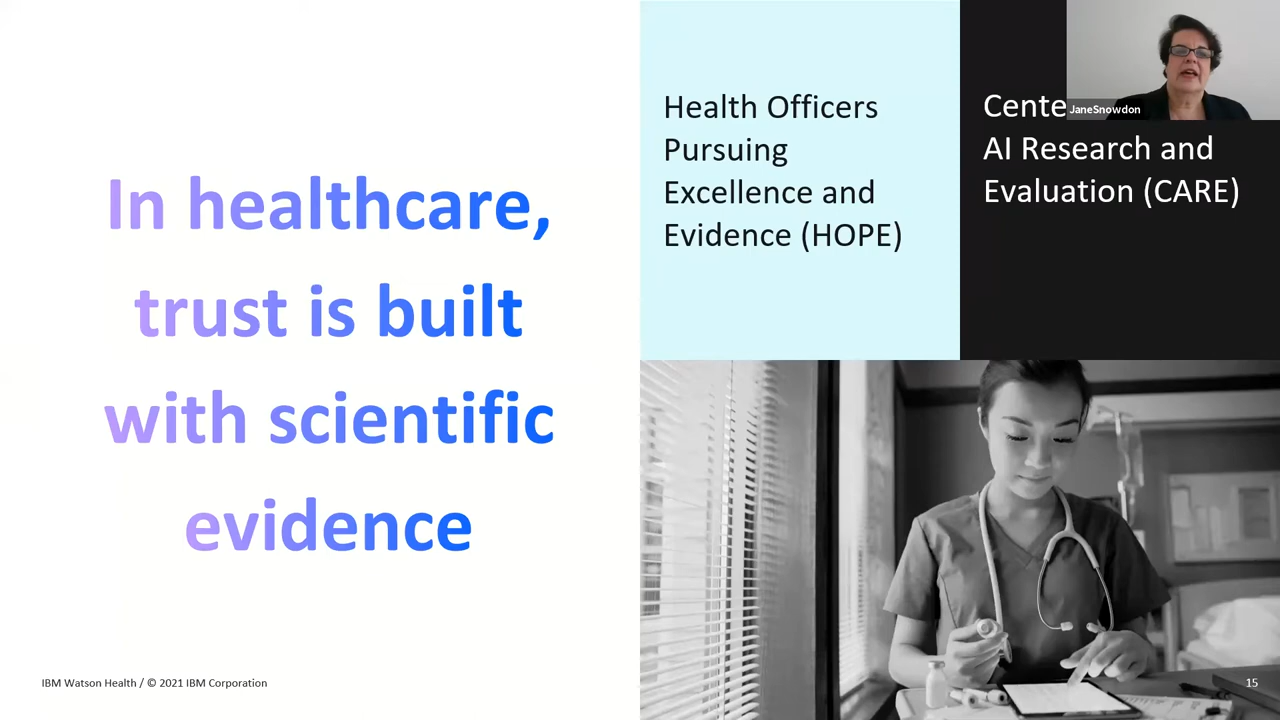 In healthcare,
trust is built
with scientific
evidence
Health Officers
Pursuing
Excellence and
Evidence (HOPE)
Cente
AI Research and
Evaluation (CARE)
JaneSnowdon
IBM Watson Health / © 2021 IBM Corporation
15